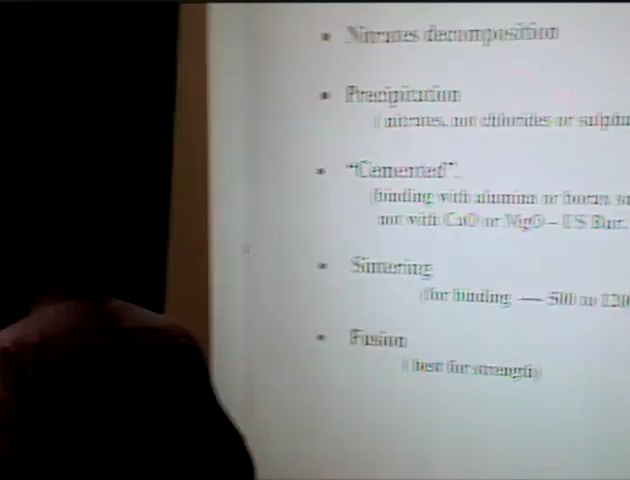 Nitrates decomposition
Precipitation
(nitrates, not chlorides or
"Cemented".
(binding with alumina or
not with CaO or MgO – US Bur.
Sintering
(for binding — 500 to
Fusion
(best for strength)